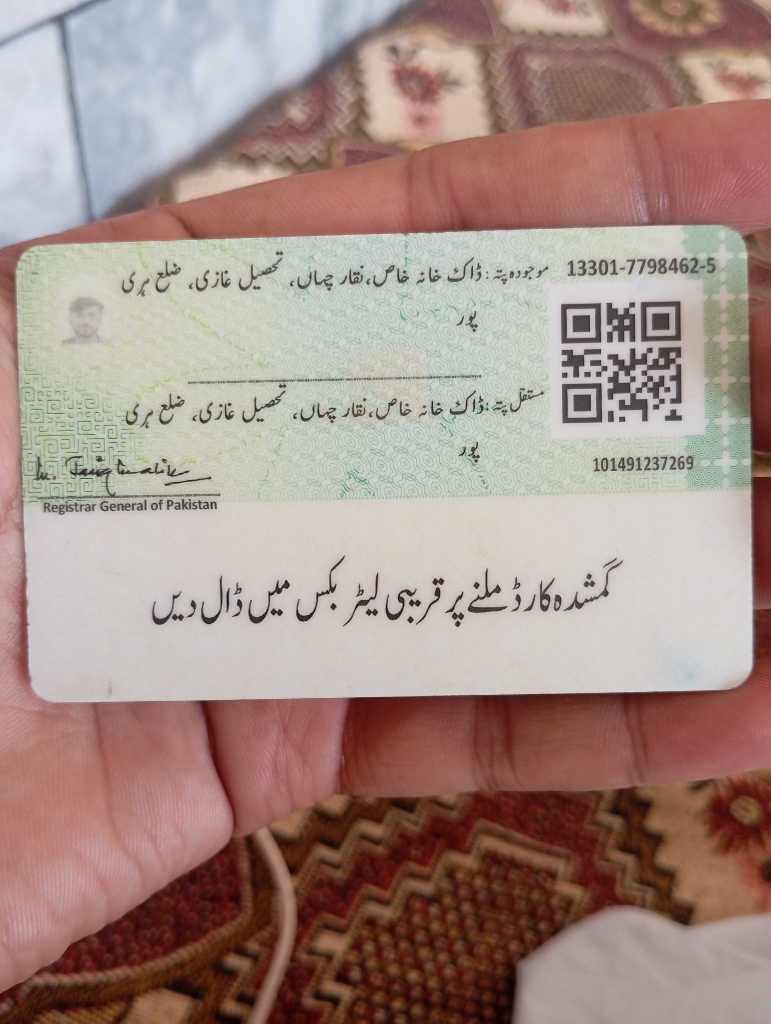 13301-7798462-5
موجودہ پتہ: ڈاک خانہ خاص، نقار چہاں، تحصیل غازی، ضلع ہری
پور
مستقل پتہ: ڈاک خانہ خاص، نقار چہاں، تحصیل غازی، ضلع ہری
پور
101491237269
Registrar General of Pakistan
گمشدہ کارڈ ملنے پر قریبی لیٹر بکس میں ڈال دیں